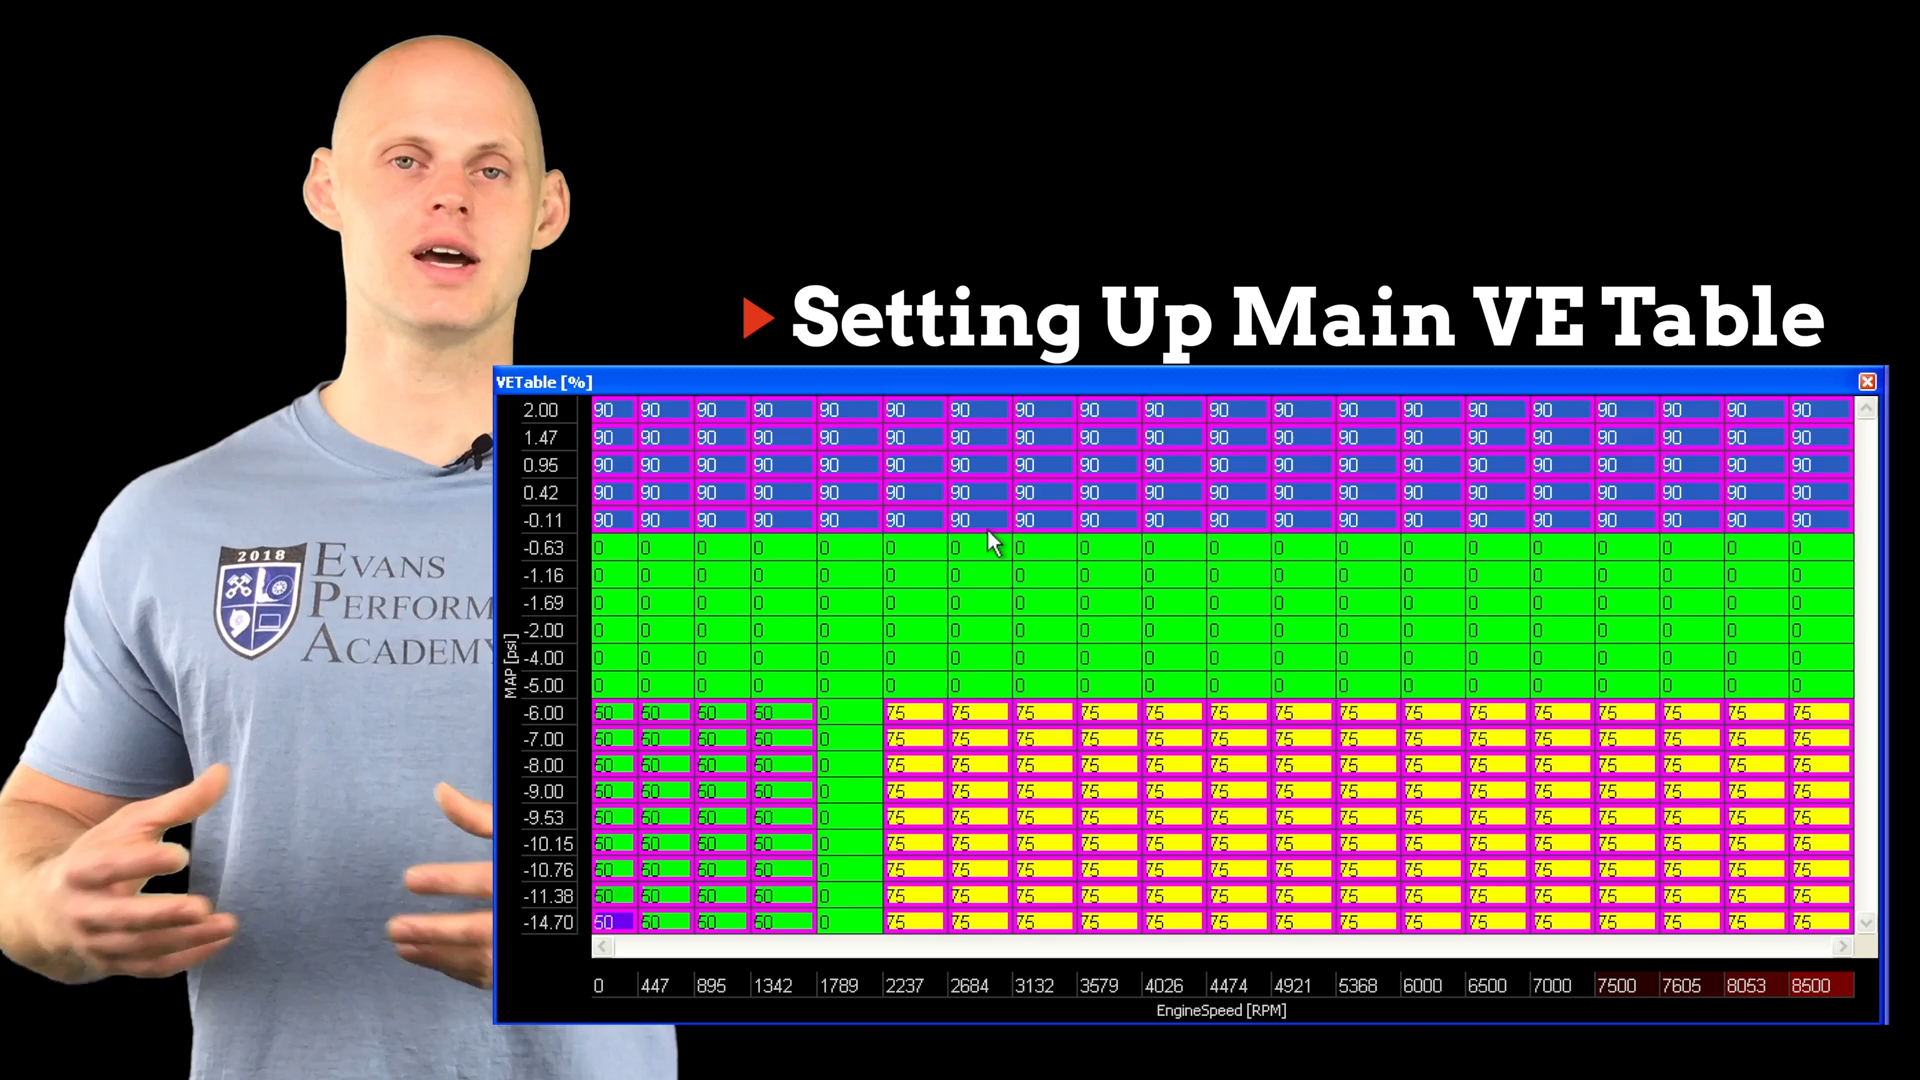 Setting Up Main VE Table
2018
EVANS
PERFORM
ACADEMY
VETable [%]
2.00 90 90 90 90 90 90 90 90 90 90 90 90 90 90 90 90 90 90 90 90
1.47 90 90 90 90 90 90 90 90 90 90 90 90 90 90 90 90 90 90 90 90
0.95 90 90 90 90 90 90 90 90 90 90 90 90 90 90 90 90 90 90 90 90
0.42 90 90 90 90 90 90 90 90 90 90 90 90 90 90 90 90 90 90 90 90
-0.11 90 90 90 90 90 90 90 90 90 90 90 90 90 90 90 90 90 90 90 90
-0.63 0 0 0 0 0 0 0 0 0 0 0 0 0 0 0 0 0 0 0 0
-1.16 0 0 0 0 0 0 0 0 0 0 0 0 0 0 0 0 0 0 0 0
-1.69 0 0 0 0 0 0 0 0 0 0 0 0 0 0 0 0 0 0 0 0
-2.00 0 0 0 0 0 0 0 0 0 0 0 0 0 0 0 0 0 0 0 0
-4.00 0 0 0 0 0 0 0 0 0 0 0 0 0 0 0 0 0 0 0 0
-5.00 0 0 0 0 0 0 0 0 0 0 0 0 0 0 0 0 0 0 0 0
-6.00 50 50 50 50 0 75 75 75 75 75 75 75 75 75 75 75 75 75 75 75
-7.00 50 50 50 50 0 75 75 75 75 75 75 75 75 75 75 75 75 75 75 75
-8.00 50 50 50 50 0 75 75 75 75 75 75 75 75 75 75 75 75 75 75 75
-9.00 50 50 50 50 0 75 75 75 75 75 75 75 75 75 75 75 75 75 75 75
-9.53 50 50 50 50 0 75 75 75 75 75 75 75 75 75 75 75 75 75 75 75
-10.15 50 50 50 50 0 75 75 75 75 75 75 75 75 75 75 75 75 75 75 75
-10.76 50 50 50 50 0 75 75 75 75 75 75 75 75 75 75 75 75 75 75 75
-11.38 50 50 50 50 0 75 75 75 75 75 75 75 75 75 75 75 75 75 75 75
-14.70 50 50 50 50 0 75 75 75 75 75 75 75 75 75 75 75 75 75 75 75
MAP [psi]
0 447 895 1342 1789 2237 2684 3132 3579 4026 4474 4921 5368 6000 6500 7000 7500 7605 8053 8500
EngineSpeed [RPM]